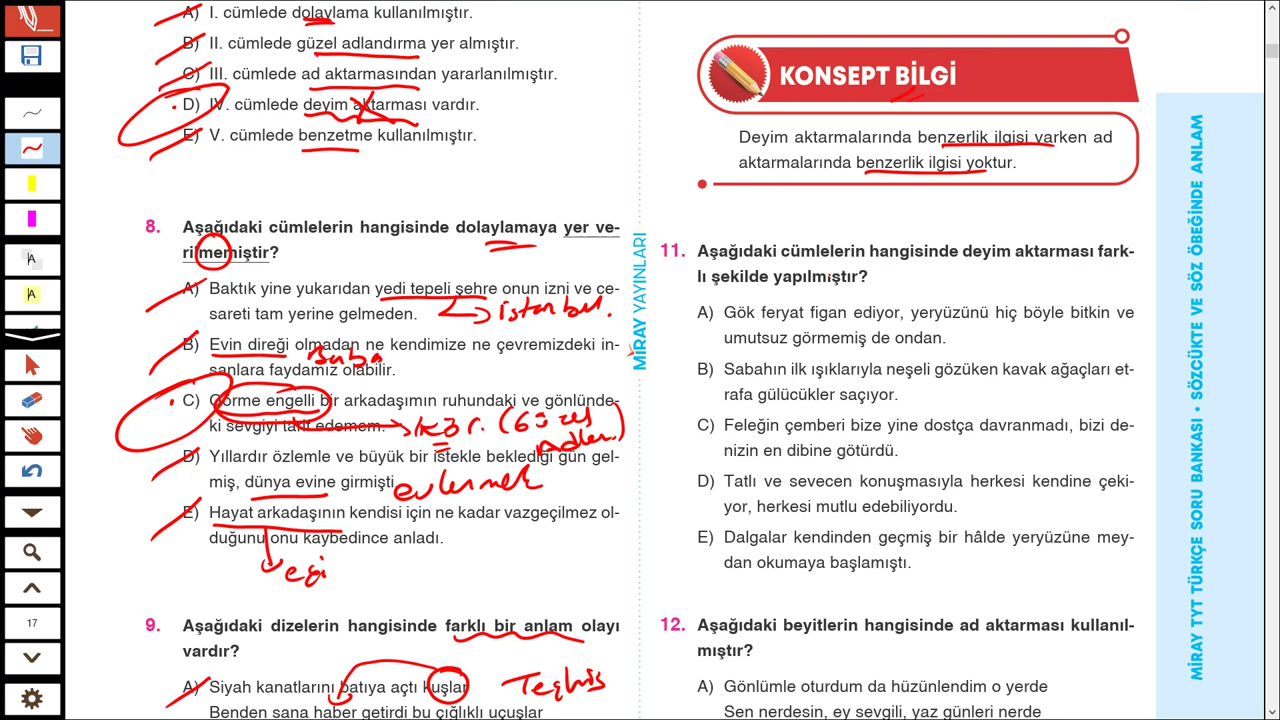 A) I. cümlede dolaylama kullanılmıştır.
B) II. cümlede güzel adlandırma yer almıştır.
C) III. cümlede ad aktarmasından yararlanılmıştır.
D) IV. cümlede deyim aktarması vardır.
E) V. cümlede benzetme kullanılmıştır.
8. Aşağıdaki cümlelerin hangisinde dolaylamaya yer ve-
rilmemiştir?
A) Baktık yine yukarıdan yedi tepeli şehre onun izni ve ce-
sareti tam yerine gelmeden.
istanbul.
B) Evin direği olmadan ne kendimize ne çevremizdeki in-
Baba
sanlara faydamız olabilir.
C) Görme engelli bir arkadaşımın ruhundaki ve gönlünde-
ki sevgiyi tarif edemem.
kör. (Güzel
Adlan.)
D) Yıllardır özlemle ve büyük bir istekle beklediği gün gel-
miş, dünya evine girmişti.
evlenmek
E) Hayat arkadaşının kendisi için ne kadar vazgeçilmez ol-
duğunu onu kaybedince anladı.
eşi
9. Aşağıdaki dizelerin hangisinde farklı bir anlam olayı
vardır?
A) Siyah kanatlarını batıya açtı kuşlar
Teşhis
Benden sana haber getirdi bu çığlıklı uçuşlar
MİRAY YAYINLARI
KONSEPT BİLGİ
Deyim aktarmalarında benzerlik ilgisi varken ad
aktarmalarında benzerlik ilgisi yoktur.
11. Aşağıdaki cümlelerin hangisinde deyim aktarması fark-
lı şekilde yapılmıştır?
A) Gök feryat figan ediyor, yeryüzünü hiç böyle bitkin ve
umutsuz görmemiş de ondan.
B) Sabahın ilk ışıklarıyla neşeli gözüken kavak ağaçları et-
rafa gülücükler saçıyor.
C) Feleğin çemberi bize yine dostça davranmadı, bizi de-
nizin en dibine götürdü.
D) Tatlı ve sevecen konuşmasıyla herkesi kendine çeki-
yor, herkesi mutlu edebiliyordu.
E) Dalgalar kendinden geçmiş bir hâlde yeryüzüne mey-
dan okumaya başlamıştı.
12. Aşağıdaki beyitlerin hangisinde ad aktarması kullanıl-
mıştır?
A) Gönlümle oturdum da hüzünlendim o yerde
Sen nerdesin, ey sevgili, yaz günleri nerde
MİRAY TYT TÜRKÇE SORU BANKASI • SÖZCÜKTE VE SÖZ ÖBEĞİNDE ANLAM
A
A
17